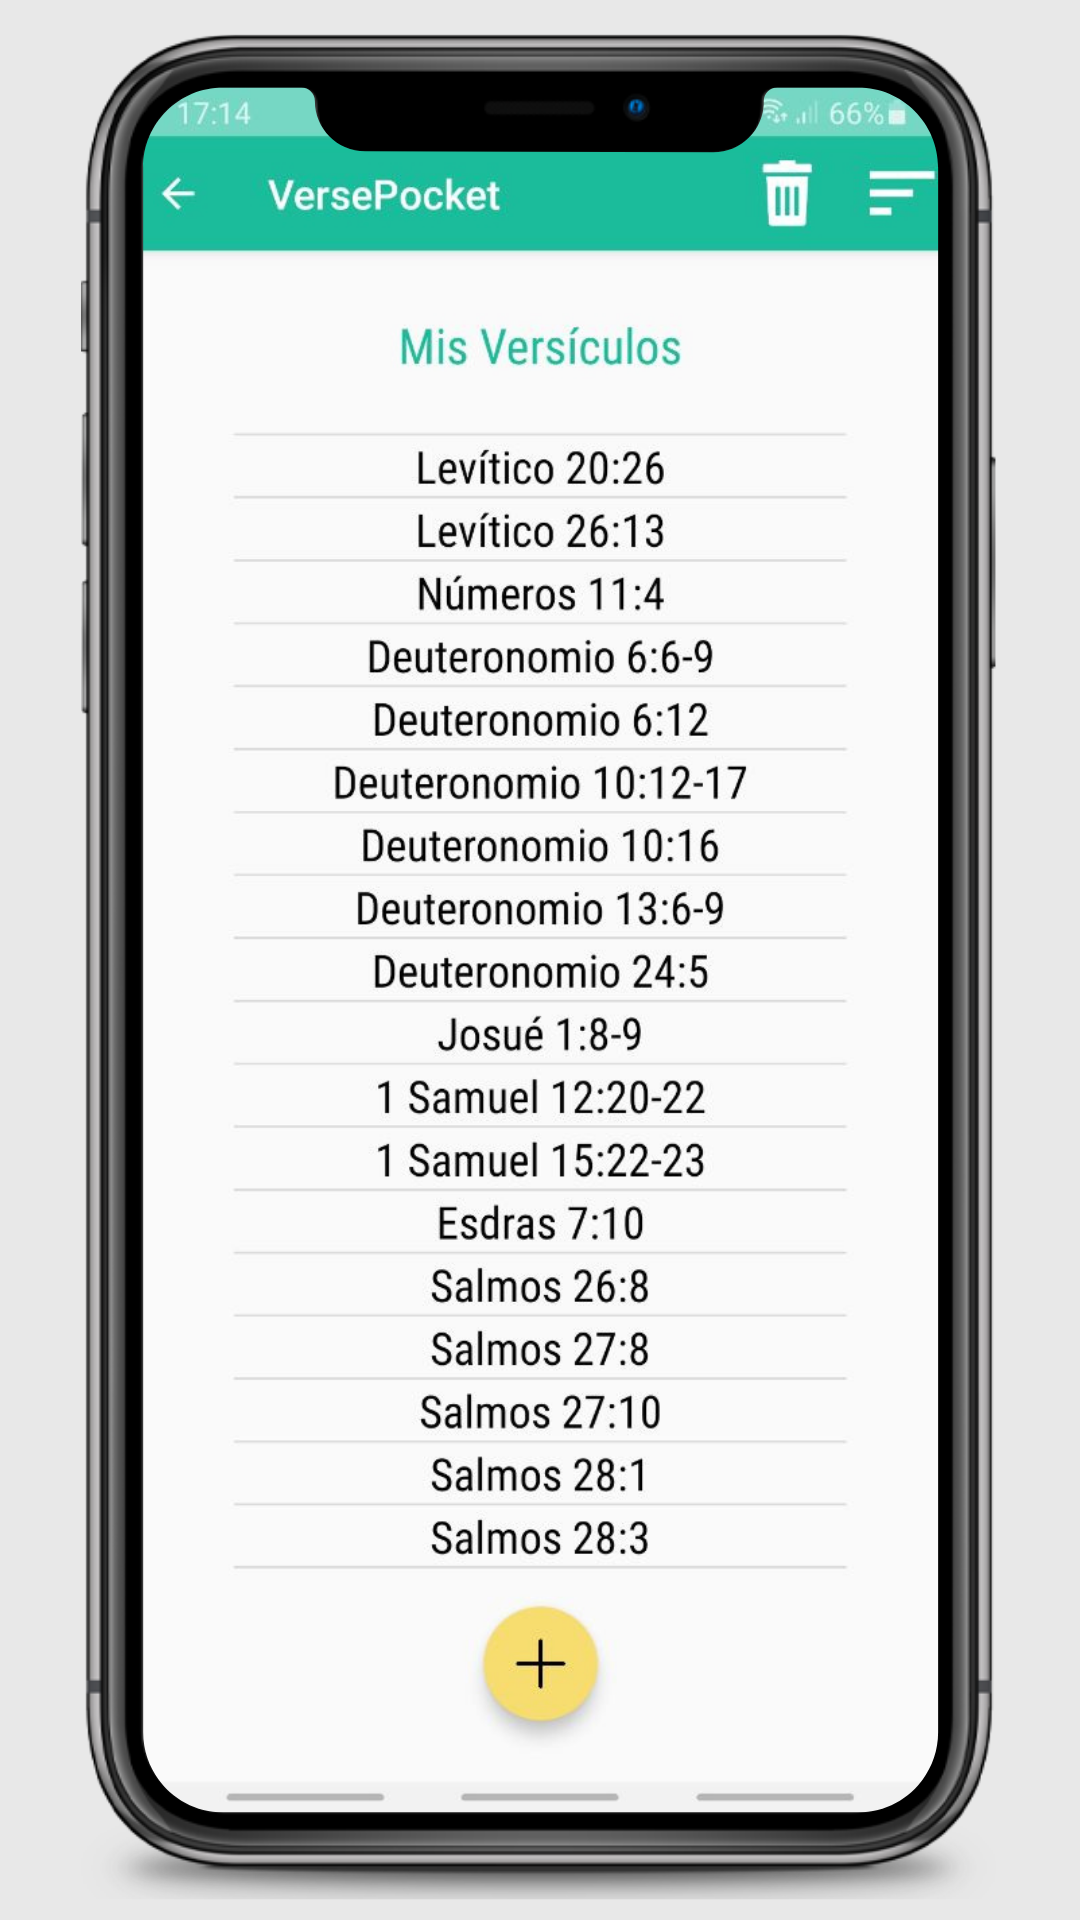 17:14
66%
VersePocket
Mis Versículos
Levítico 20:26
Levítico 26:13
Números 11:4
Deuteronomio 6:6-9
Deuteronomio 6:12
Deuteronomio 10:12-17
Deuteronomio 10:16
Deuteronomio 13:6-9
Deuteronomio 24:5
Josué 1:8-9
1 Samuel 12:20-22
1 Samuel 15:22-23
Esdras 7:10
Salmos 26:8
Salmos 27:8
Salmos 27:10
Salmos 28:1
Salmos 28:3